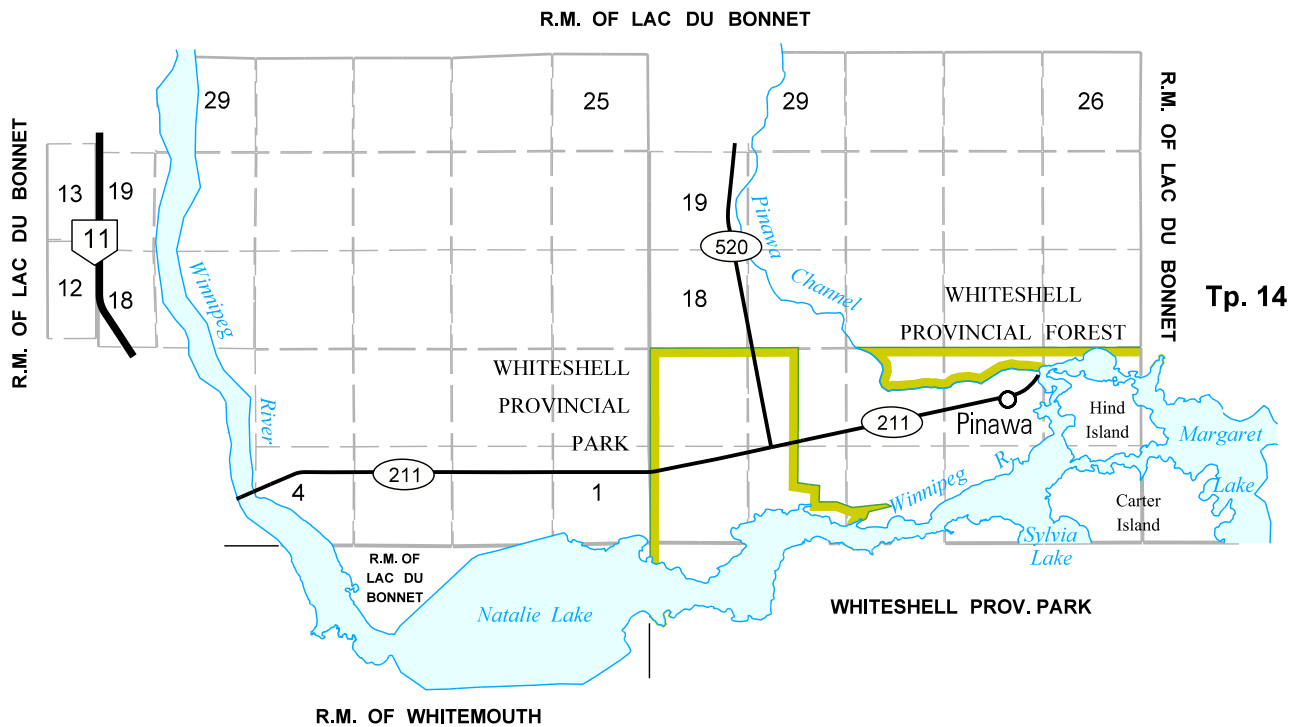 R.M. OF LAC DU BONNET
R.M. OF LAC DU BONNET
R.M. OF LAC DU BONNET
29
25
29
26
13
19
11
12
18
19
520
18
Pinawa
Channel
Winnipeg
River
WHITESHELL
PROVINCIAL FOREST
Tp. 14
WHITESHELL
PROVINCIAL
PARK
211
Pinawa
Hind
Island
Margaret
Lake
211
4
1
Winnipeg R.
Carter
Island
Sylvia
Lake
R.M. OF
LAC DU
BONNET
Natalie Lake
WHITESHELL PROV. PARK
R.M. OF WHITEMOUTH